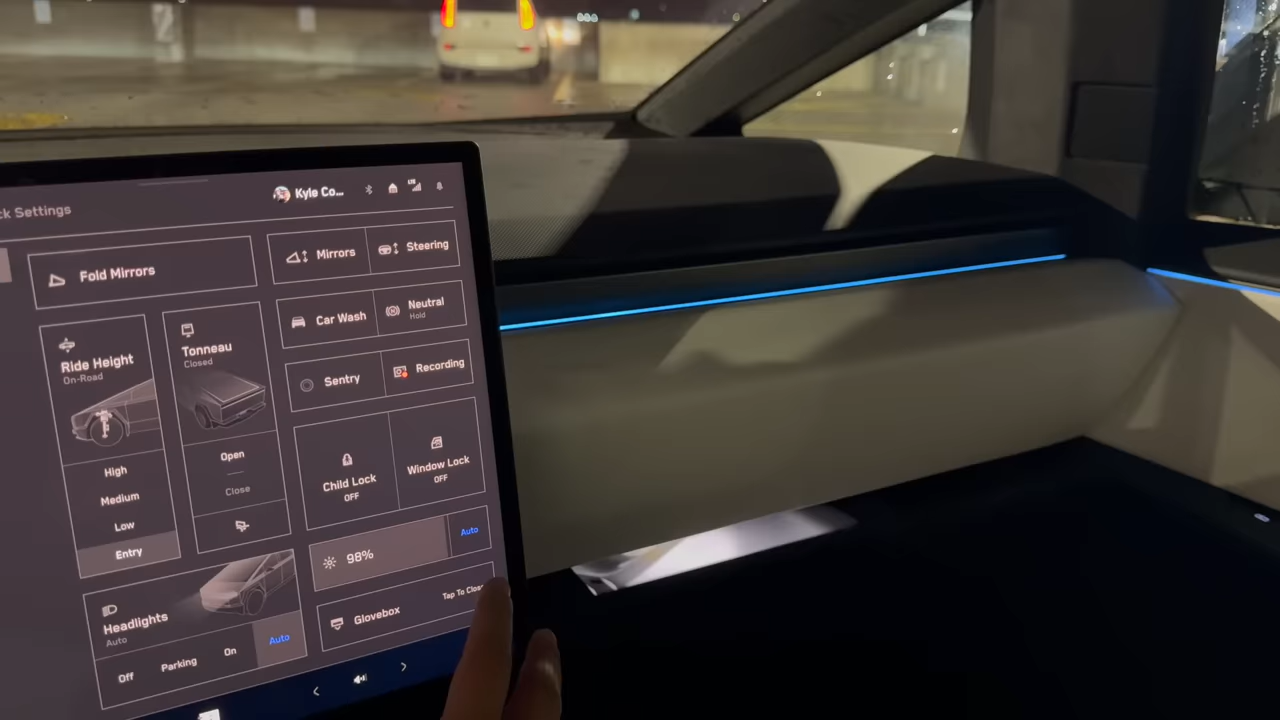 ck Settings
Kyle Co...
LTE
Fold Mirrors
Mirrors
Steering
Car Wash
Neutral
Hold
Ride Height
On-Road
High
Medium
Low
Entry
Tonneau
Closed
Open
Close
Sentry
Recording
Child Lock
OFF
Window Lock
OFF
98%
Auto
Headlights
Auto
Off
Parking
On
Auto
Glovebox
Tap To Close